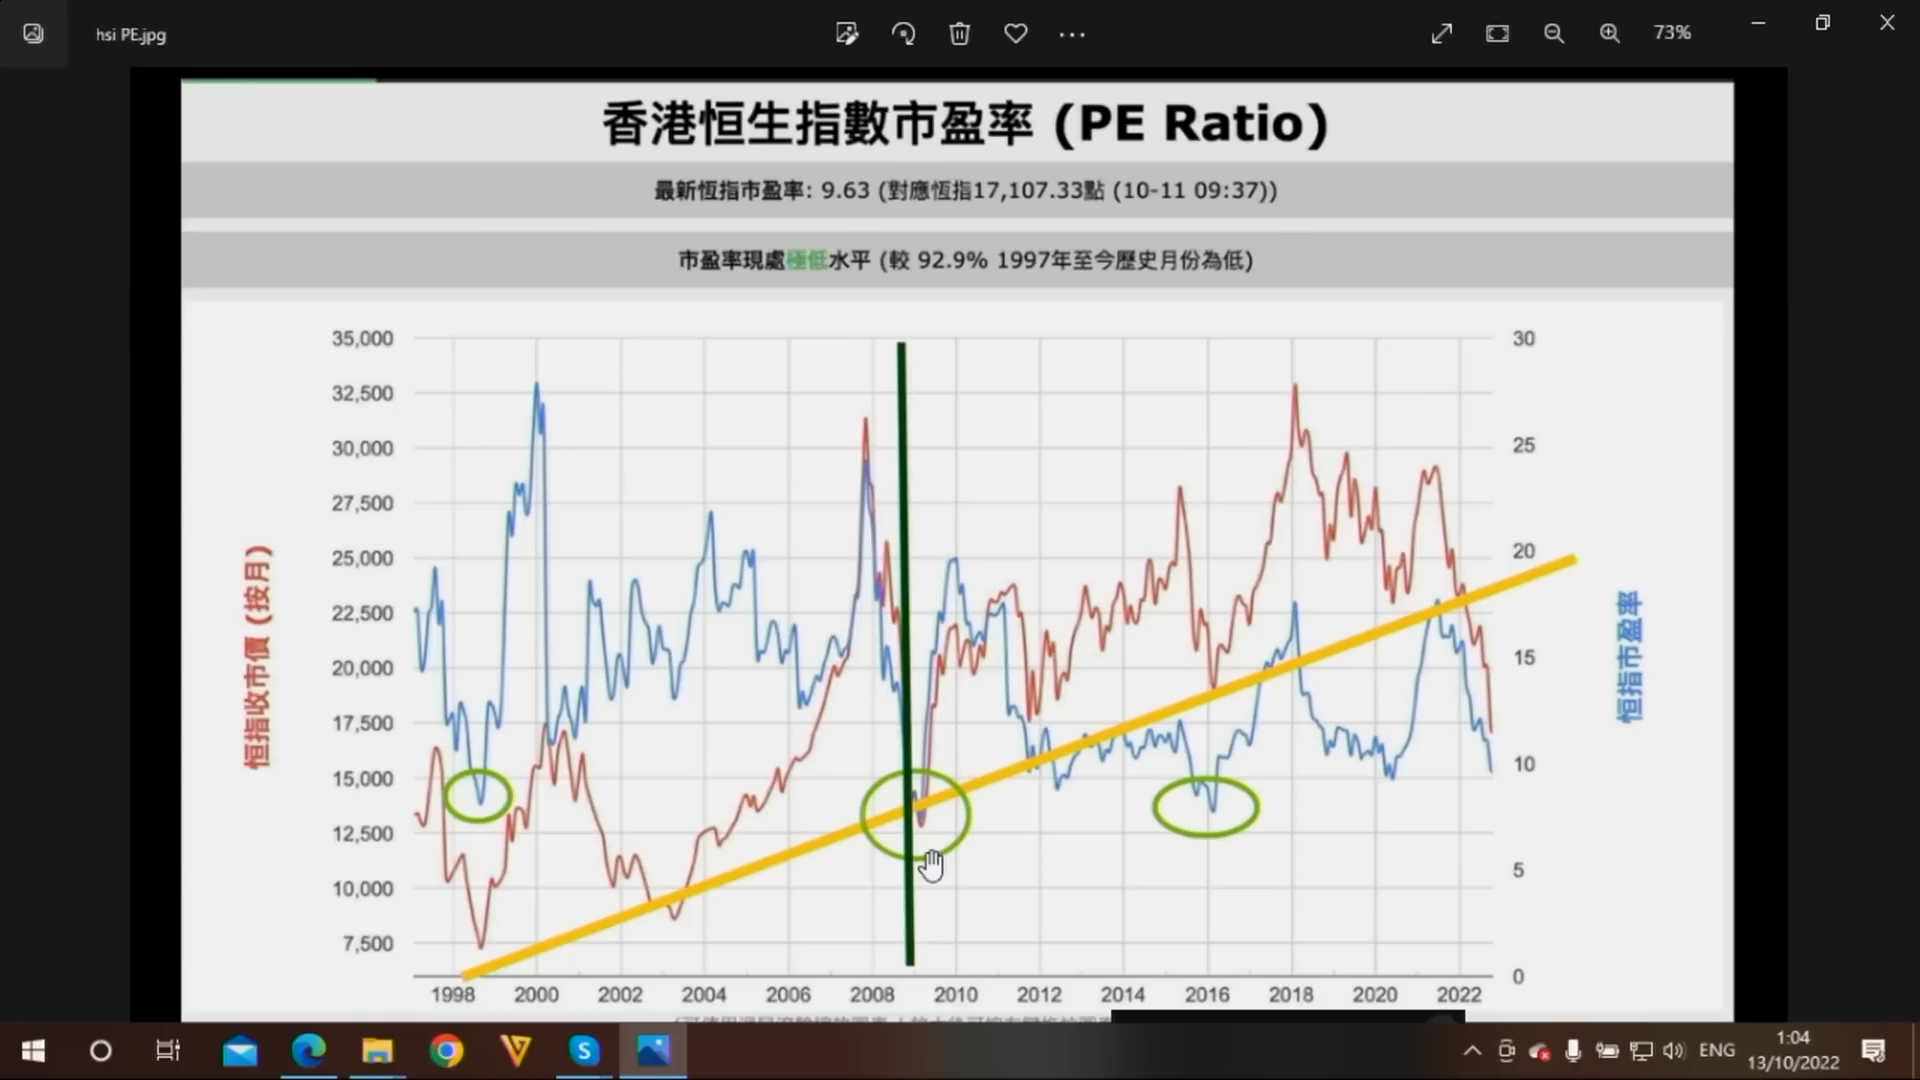 hsi PE.jpg
73%
香港恒生指數市盈率 (PE Ratio)
最新恆指市盈率: 9.63 (對應恆指17,107.33點 (10-11 09:37))
市盈率現處極低水平 (較 92.9% 1997年至今歷史月份為低)
恒指收市價 (按月)
35,000
32,500
30,000
27,500
25,000
22,500
20,000
17,500
15,000
12,500
10,000
7,500
30
25
20
15
10
5
0
恒指市盈率
1998 2000 2002 2004 2006 2008 2010 2012 2014 2016 2018 2020 2022
ENG
1:04
13/10/2022